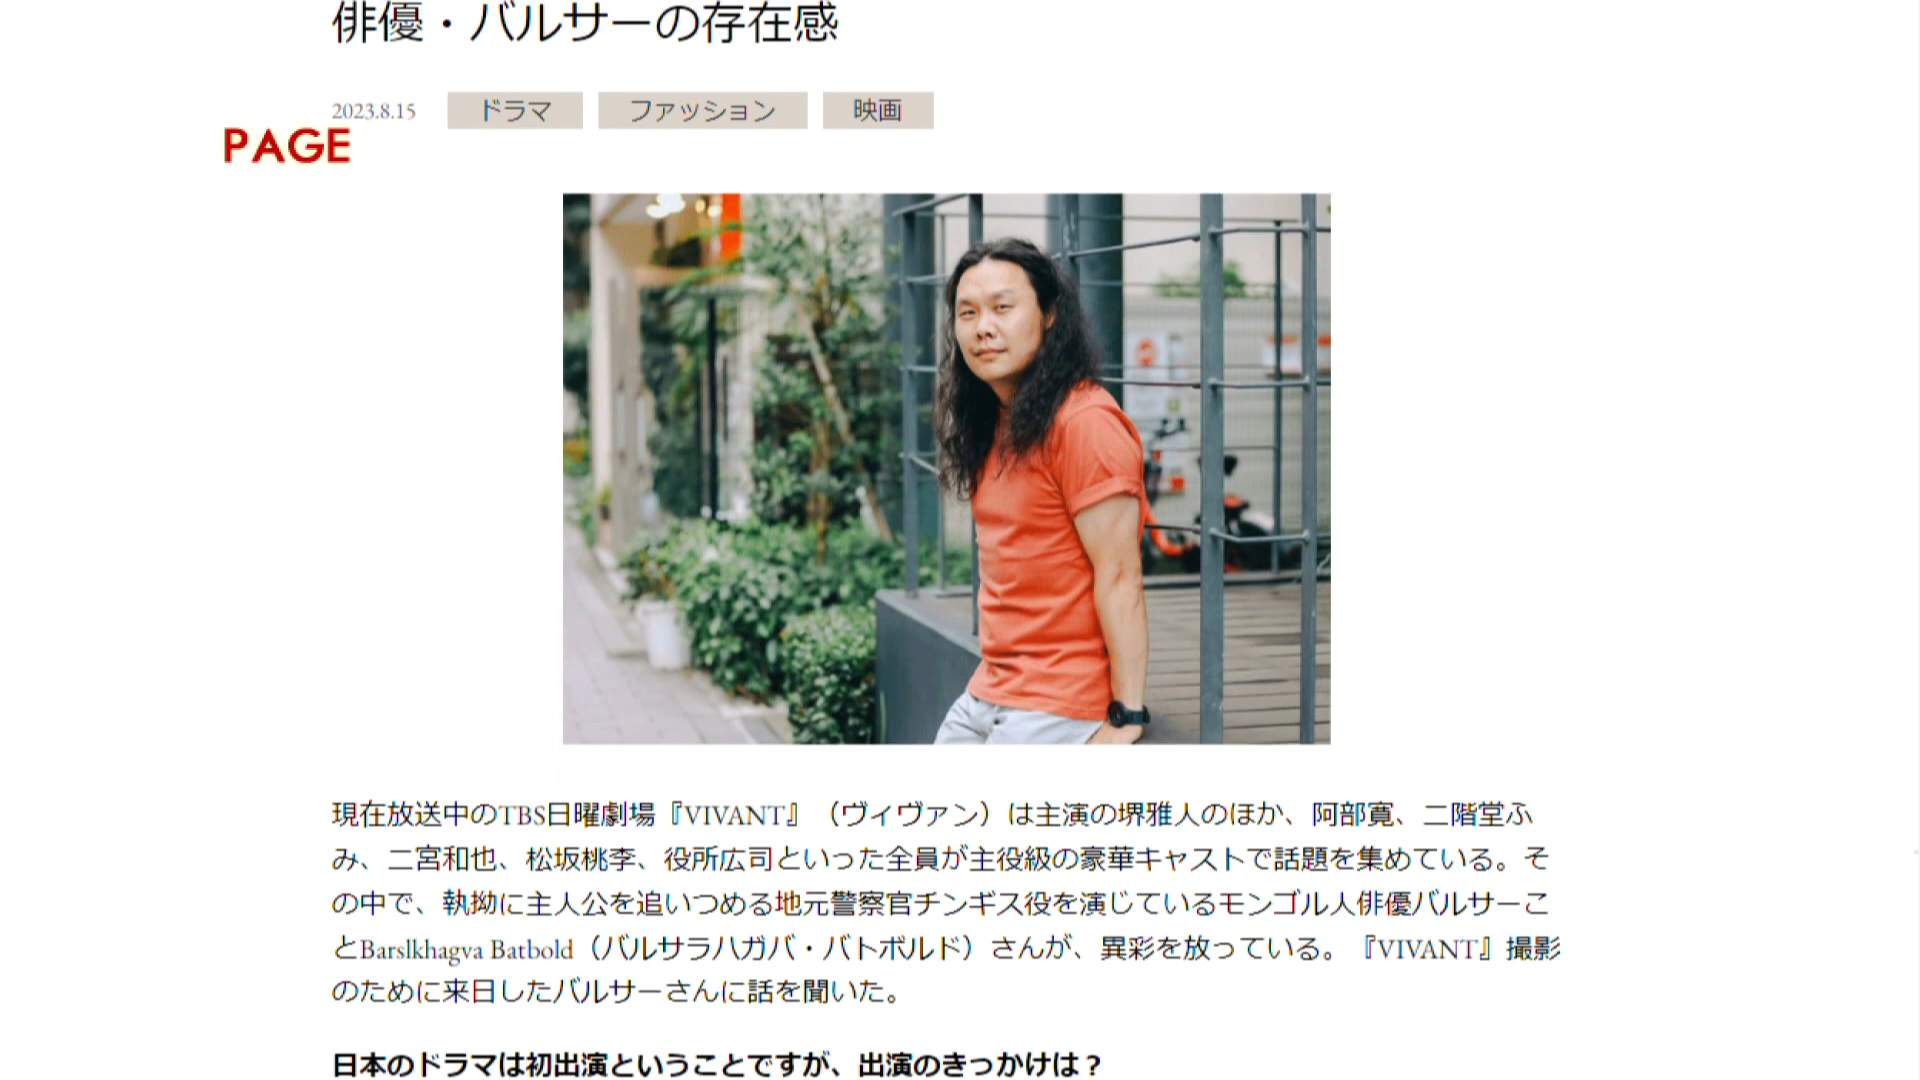 俳優・バルサーの存在感
2023.8.15 ドラマ ファッション 映画
PAGE
現在放送中のTBS日曜劇場『VIVANT』（ヴィヴァン）は主演の堺雅人のほか、阿部寛、二階堂ふ
み、二宮和也、松坂桃李、役所広司といった全員が主役級の豪華キャストで話題を集めている。そ
の中で、執拗に主人公を追いつめる地元警察官チンギス役を演じているモンゴル人俳優バルサーこ
とBarslkhagva Batbold（バルサラハガバ・バトボルド）さんが、異彩を放っている。『VIVANT』撮影
のために来日したバルサーさんに話を聞いた。
日本のドラマは初出演ということですが、出演のきっかけは？